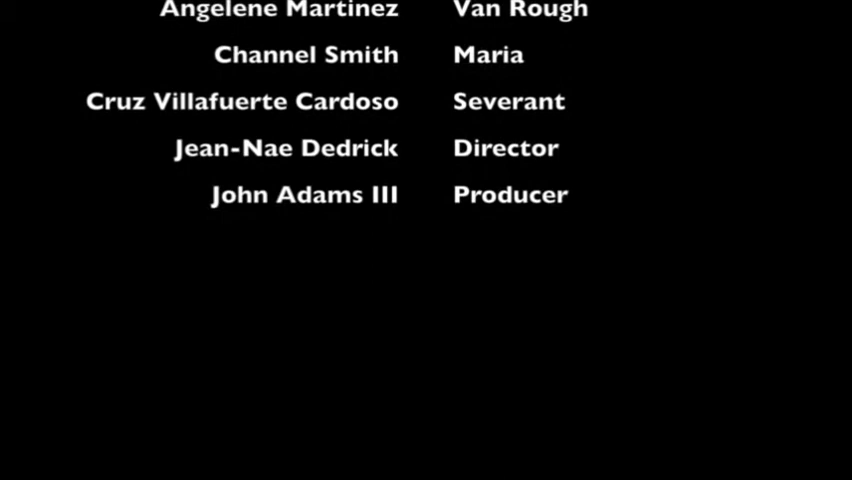 Angelene Martinez Van Rough
Channel Smith Maria
Cruz Villafuerte Cardoso Severant
Jean-Nae Dedrick Director
John Adams III Producer